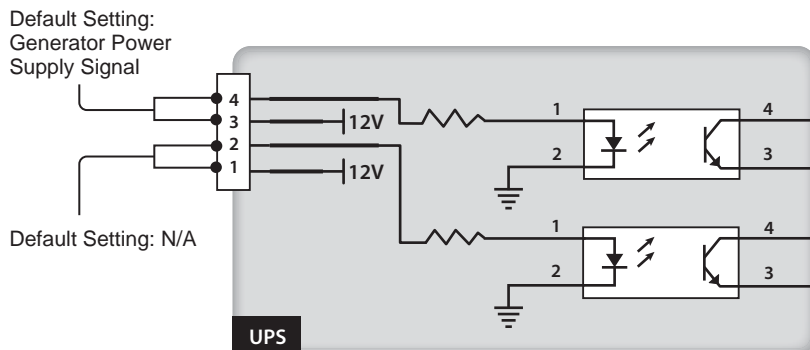 Default Setting:
Generator Power
Supply Signal
4
3
2
1
12V
12V
1
2
4
3
1
2
4
3
Default Setting: N/A
UPS